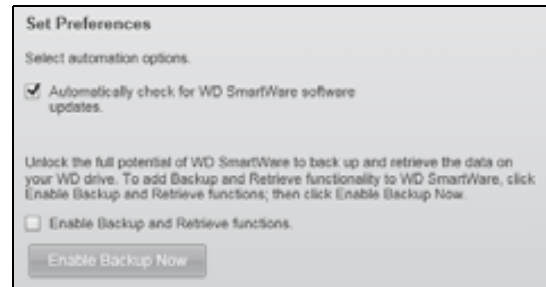 Set Preferences
Select automation options.
Automatically check for WD SmartWare software
updates.
Unlock the full potential of WD SmartWare to back up and retrieve the data on
your WD drive. To add Backup and Retrieve functionality to WD SmartWare, click
Enable Backup and Retrieve functions; then click Enable Backup Now.
Enable Backup and Retrieve functions.
Enable Backup Now